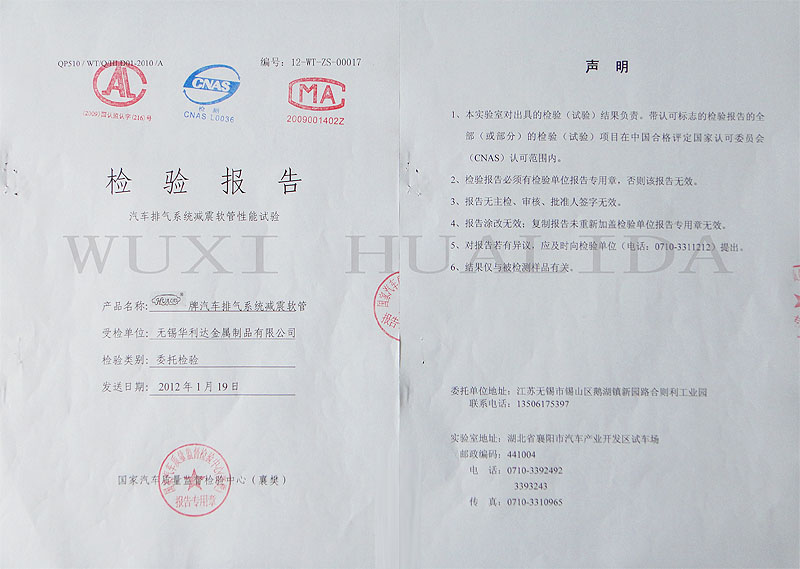 QP510 / WT/Q/HLD01-2010 /A
编号：12-WT-ZS-00017
AL
(2009)国认监认字(216)号
CNAS
检 测
CNAS L0036
MA
2009001402Z
检 验 报 告
汽车排气系统减震软管性能试验
产品名称: 牌汽车排气系统减震软管
受检单位: 无锡华利达金属制品有限公司
检验类别: 委托检验
发送日期: 2012 年 1 月 19 日
国家汽车质量监督检验中心（襄樊）
报告专用章
声 明
1、本实验室对出具的检验（试验）结果负责。带认可标志的检验报告的全
部（或部分）的检验（试验）项目在中国合格评定国家认可委员会
（CNAS）认可范围内。
2、检验报告必须有检验单位报告专用章，否则该报告无效。
3、报告无主检、审核、批准人签字无效。
4、报告涂改无效；复制报告未重新加盖检验单位报告专用章无效。
5、对报告若有异议，应及时向检验单位（电话：0710-3311212）提出。
6、结果仅与被检测样品有关。
委托单位地址：江苏无锡市锡山区鹅湖镇新园路合则利工业园
联系电话：13506175397
实验室地址：湖北省襄阳市汽车产业开发区试车场
邮政编码：441004
电 话：0710-3392492
3393243
传 真：0710-3310965
WUXI HUALIDA